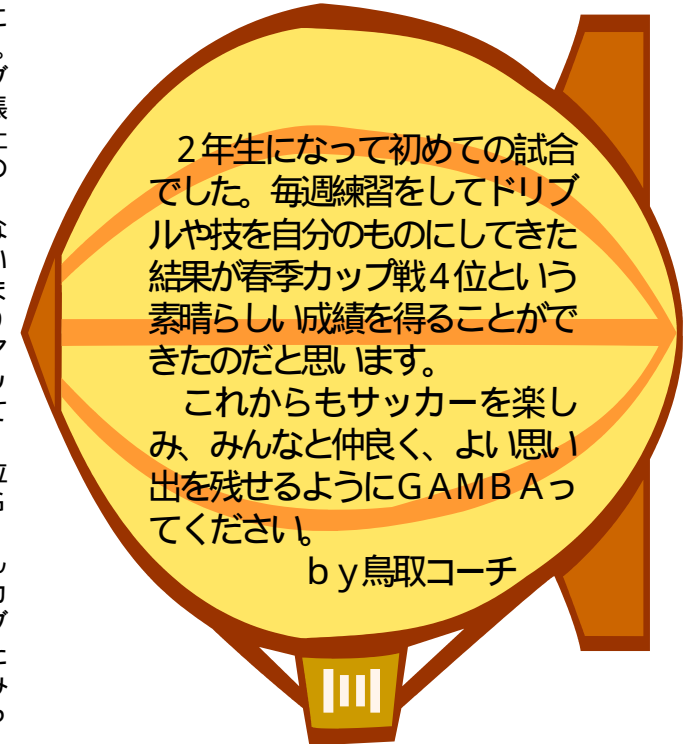 2年生になって初めての試合
でした。毎週練習をしてドリブ
ルや技を自分のものにしてきた
結果が春季カップ戦4位という
素晴らしい成績を得ることがで
きたのだと思います。
　これからもサッカーを楽し
み、みんなと仲良く、よい思い
出を残せるようにＧＡＭＢＡっ
てください。
ｂｙ鳥取コーチ